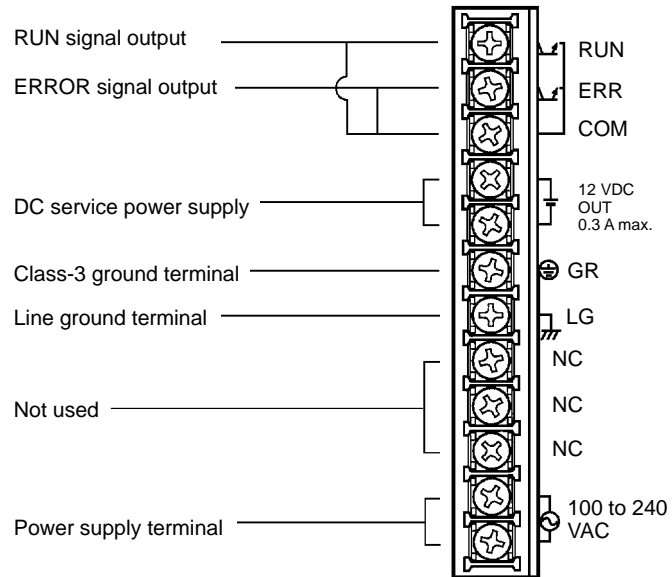 RUN signal output
RUN
ERROR signal output
ERR
COM
DC service power supply
12 VDC
OUT
0.3 A max.
Class-3 ground terminal
GR
Line ground terminal
LG
NC
Not used
NC
NC
Power supply terminal
100 to 240
VAC